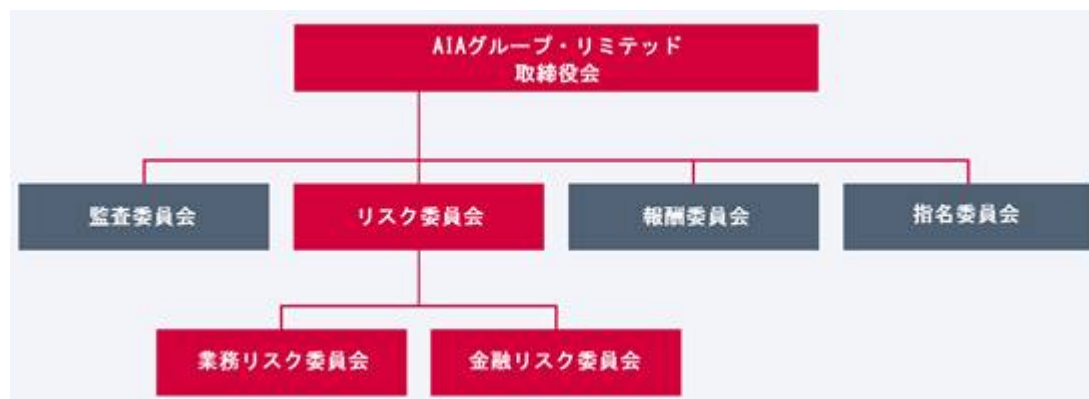 AIAグループ・リミテッド
取締役会
監査委員会
リスク委員会
報酬委員会
指名委員会
業務リスク委員会
金融リスク委員会